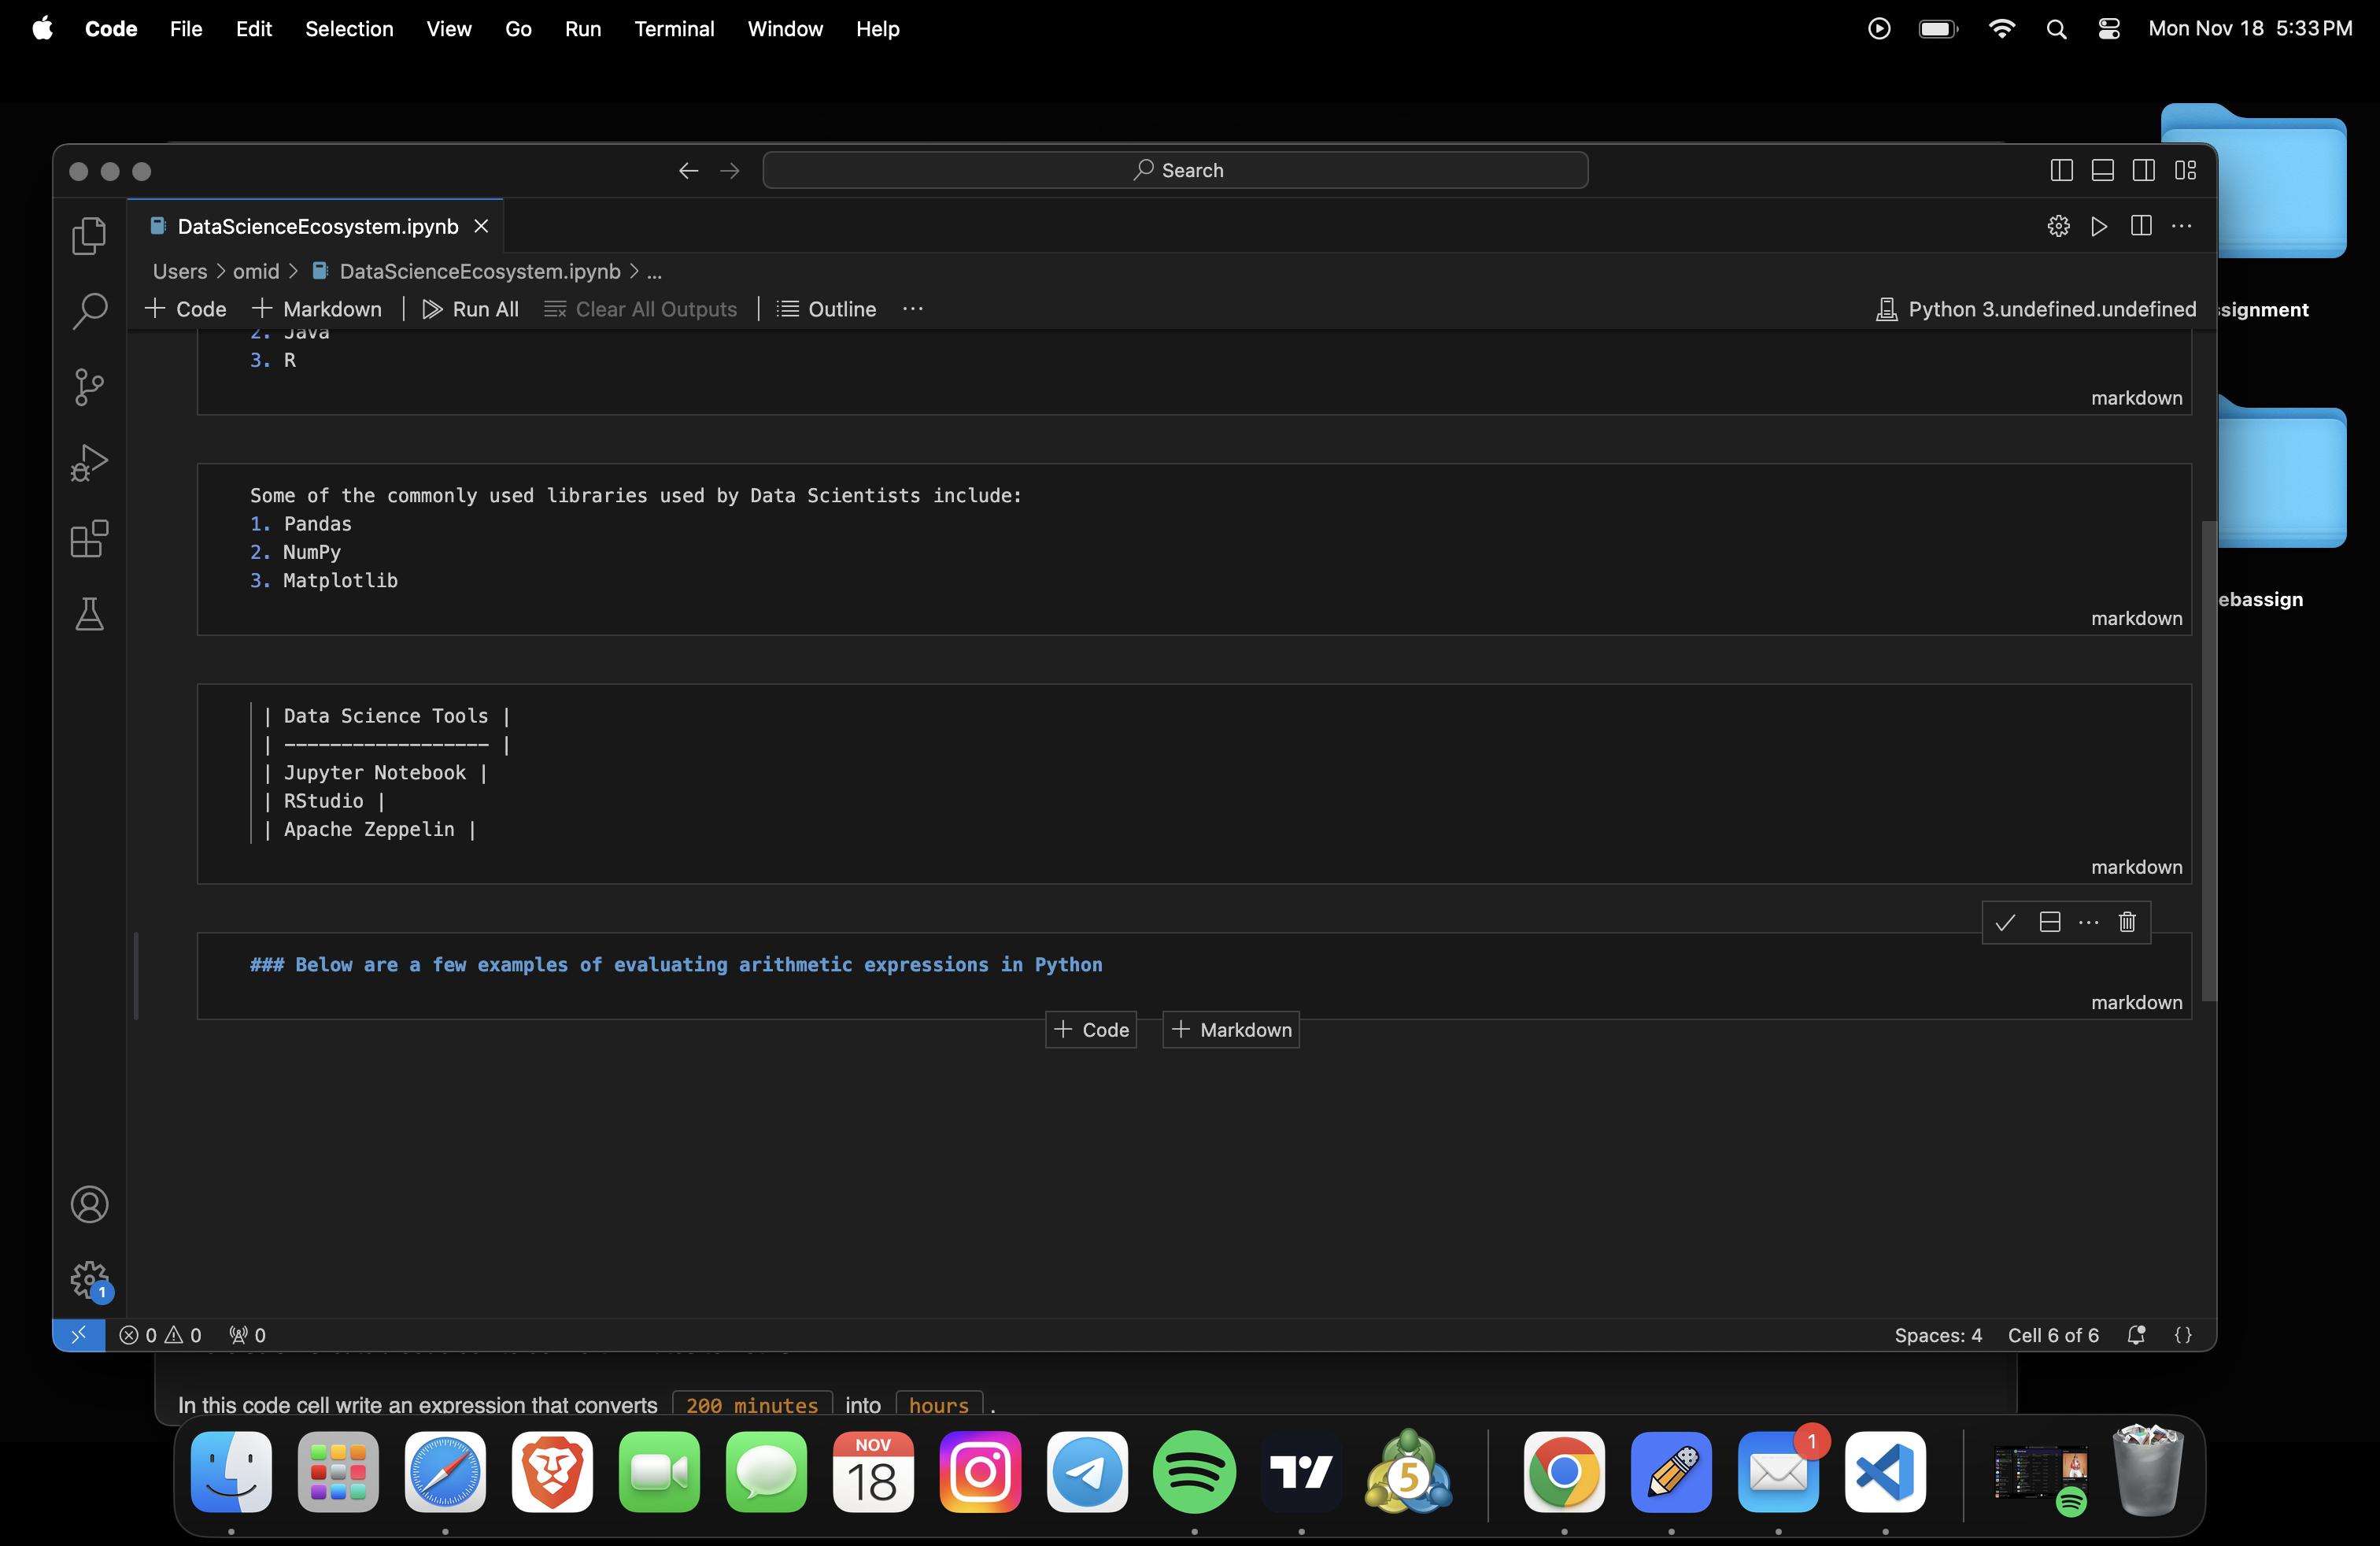 Code File Edit Selection View Go Run Terminal Window Help Mon Nov 18 5:33 PM
Search
DataScienceEcosystem.ipynb
Users > omid > DataScienceEcosystem.ipynb > ...
+ Code + Markdown Run All Clear All Outputs Outline ... Python 3.undefined.undefined
signment
2. Java
3. R
markdown
Some of the commonly used libraries used by Data Scientists include:
1. Pandas
2. NumPy
3. Matplotlib
markdown
ebassign
| Data Science Tools |
| ------------------ |
| Jupyter Notebook |
| RStudio |
| Apache Zeppelin |
markdown
### Below are a few examples of evaluating arithmetic expressions in Python
markdown
+ Code + Markdown
1
0 0 0 Spaces: 4 Cell 6 of 6 {}
In this code cell write an expression that converts 200 minutes into hours .
NOV
18
5
1